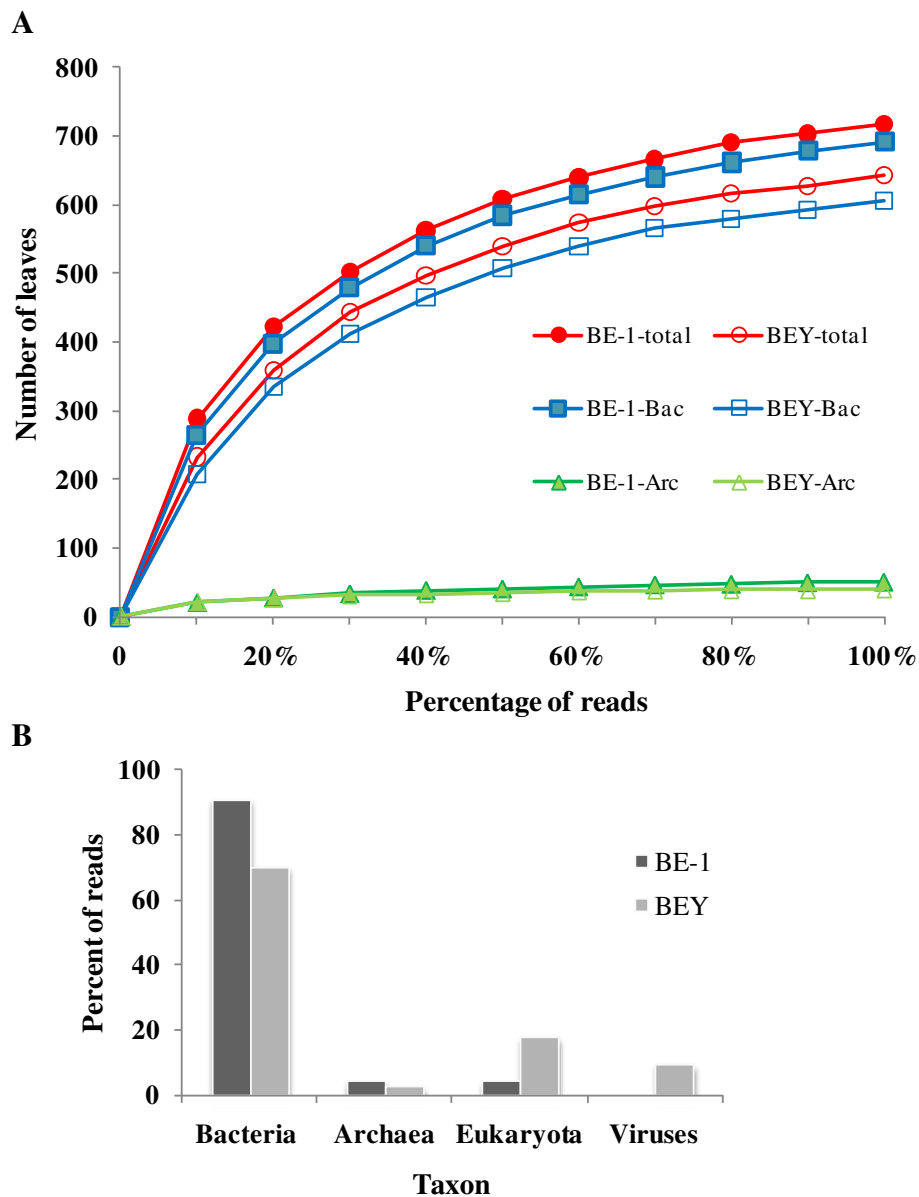 A
800
700
600
500
400
300
200
100
0
Number of leaves
BE-1-total
BEY-total
BE-1-Bac
BEY-Bac
BE-1-Arc
BEY-Arc
0
20%
40%
60%
80%
100%
Percentage of reads
B
100
80
60
40
20
0
Percent of reads
BE-1
BEY
Bacteria
Archaea
Eukaryota
Viruses
Taxon